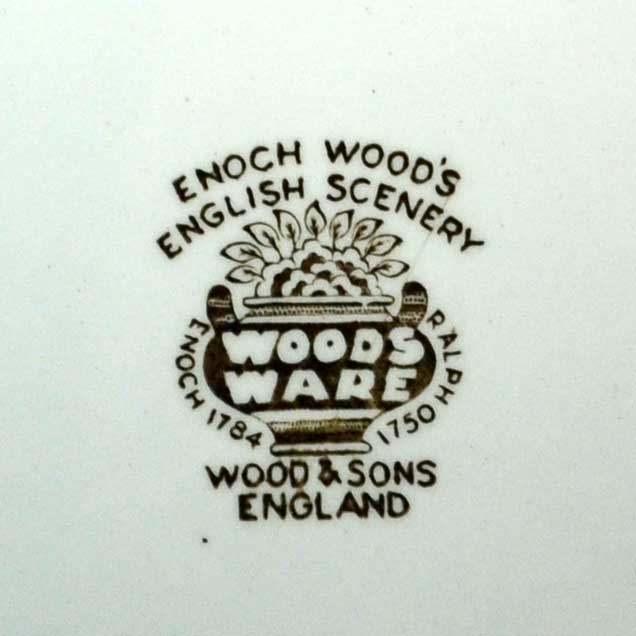 ENOCH WOOD'S
ENGLISH SCENERY
WOODS
WARE
ENOCH 1784
RALPH 1750
WOOD & SONS
ENGLAND